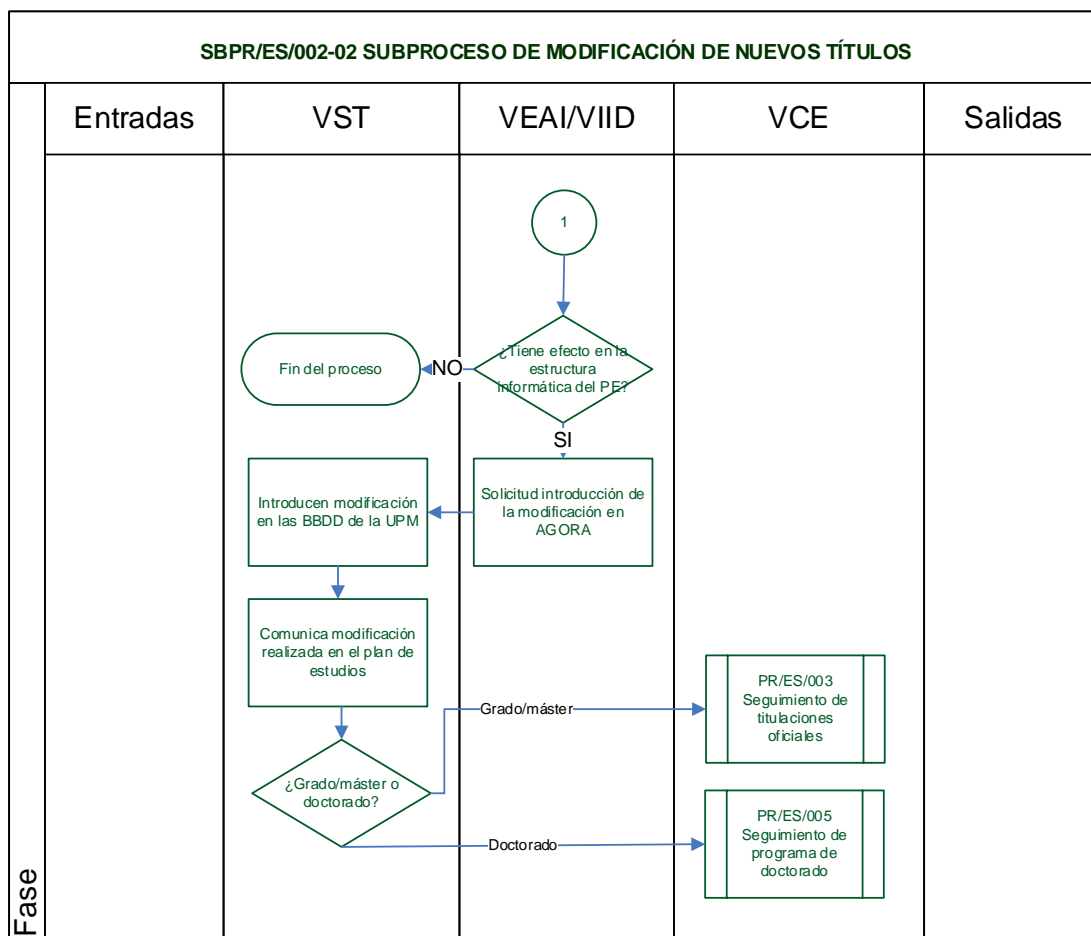 SBPR/ES/002-02 SUBPROCESO DE MODIFICACIÓN DE NUEVOS TÍTULOS
Entradas
VST
VEAI/VIID
VCE
Salidas
1
¿Tiene efecto en la
estructura
informática del PE?
NO
Fin del proceso
SI
Introducen modificación
en las BBDD de la UPM
Solicitud introducción de
la modificación en
AGORA
Comunica modificación
realizada en el plan de
estudios
PR/ES/003
Seguimiento de
titulaciones
oficiales
Grado/máster
¿Grado/máster o
doctorado?
PR/ES/005
Seguimiento de
programa de
doctorado
Doctorado
Fase